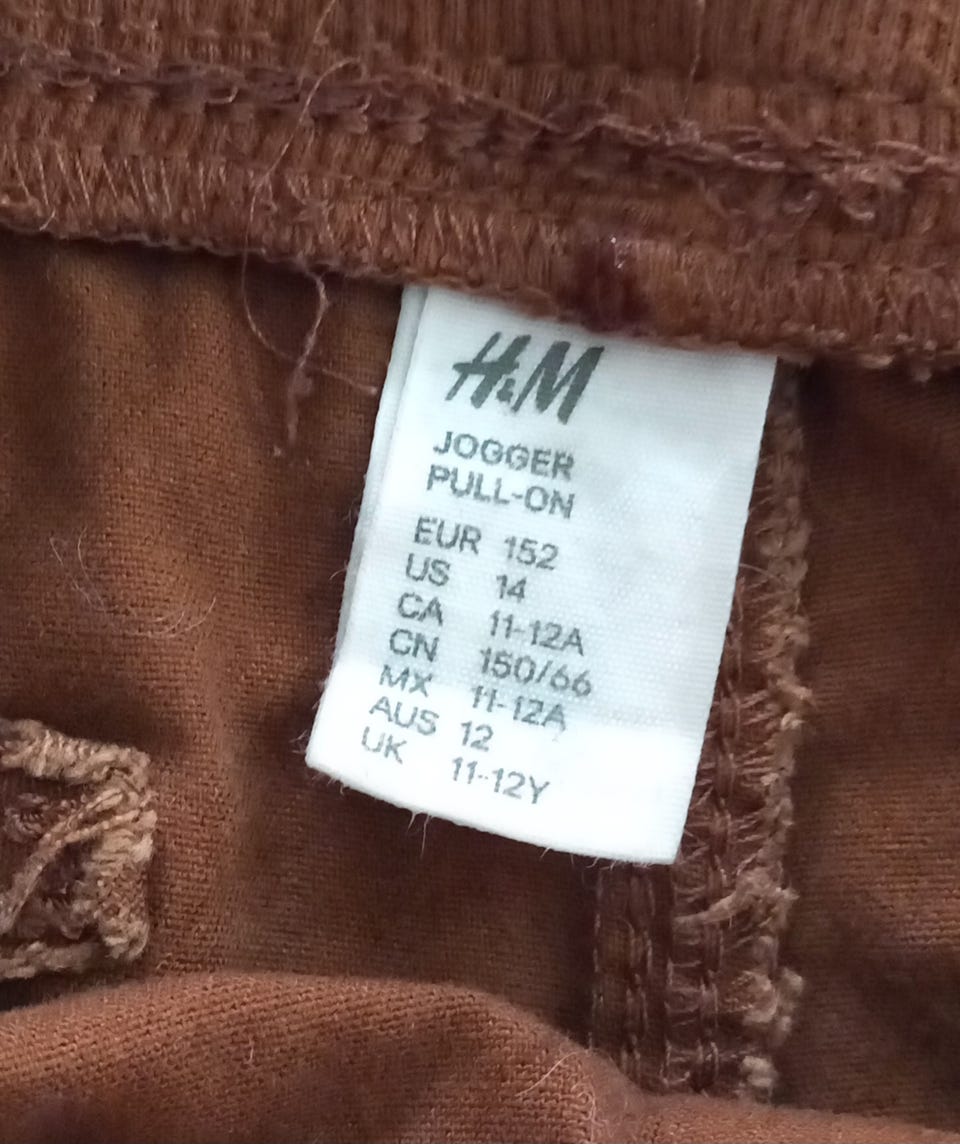 H&M
JOGGER
PULL-ON
EUR 152
US 14
CA 11-12A
CN 150/66
MX 11-12A
AUS 12
UK 11-12Y